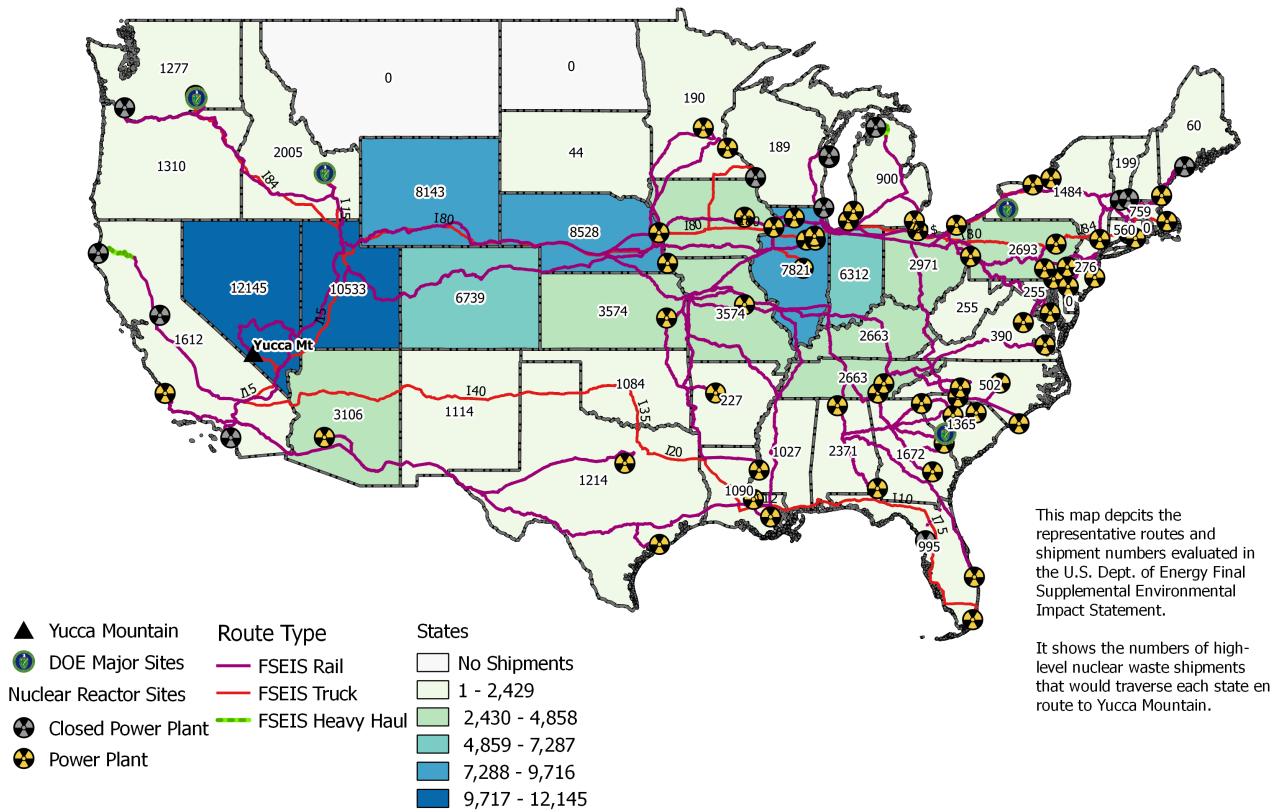 1277
0
0
190
60
1310
2005
44
189
900
199
1484
759
560
0
I84
I15
8143
I80
8528
I80
I80
I84
2693
276
12145
10533
6739
7821
6312
2971
255
255
0
I5
3574
3574
2663
390
Yucca Mt
1612
I15
I40
1084
227
2663
502
3106
1114
I35
1365
I20
1027
2371
1672
1214
1090
I12
I10
I75
995
This map depcits the
representative routes and
shipment numbers evaluated in
the U.S. Dept. of Energy Final
Supplemental Environmental
Impact Statement.
It shows the numbers of high-
level nuclear waste shipments
that would traverse each state en
route to Yucca Mountain.
Yucca Mountain
DOE Major Sites
Nuclear Reactor Sites
Closed Power Plant
Power Plant
Route Type
FSEIS Rail
FSEIS Truck
FSEIS Heavy Haul
States
No Shipments
1 - 2,429
2,430 - 4,858
4,859 - 7,287
7,288 - 9,716
9,717 - 12,145